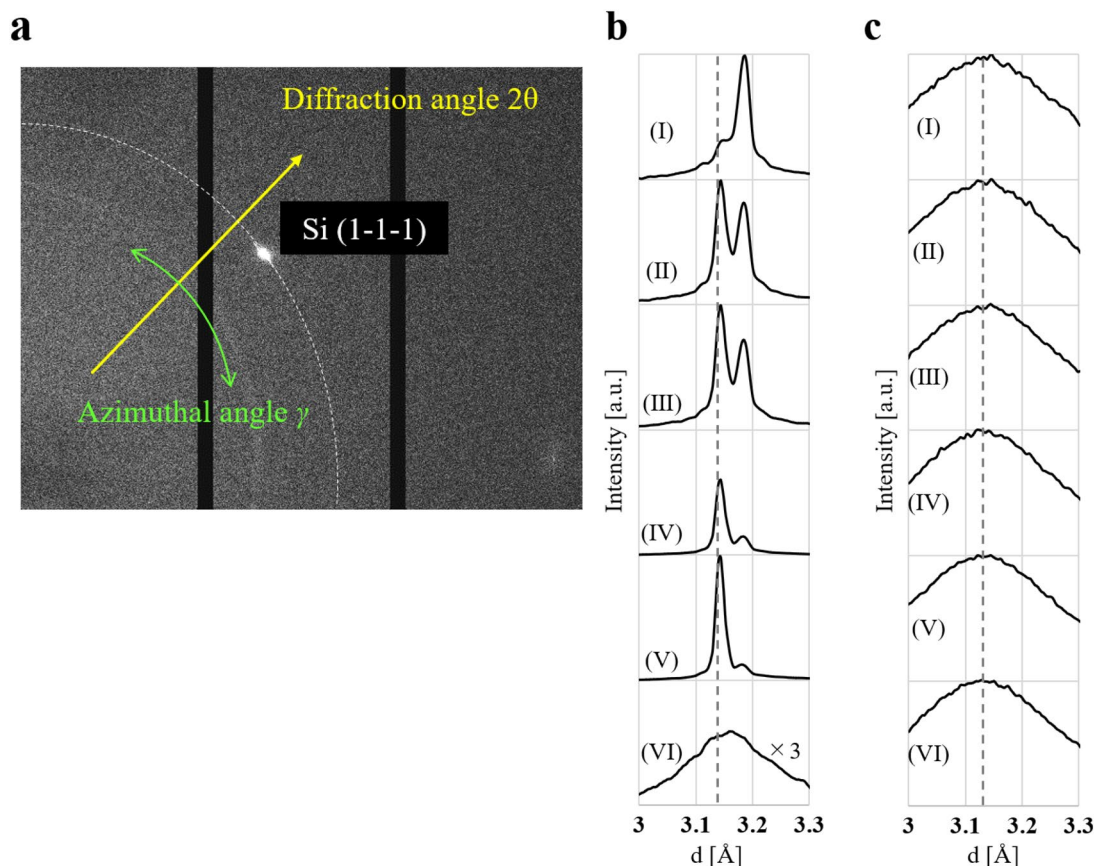 a
Diffraction angle 2θ
Si (1-1-1)
Azimuthal angle γ
b
Intensity [a.u.]
(I)
(II)
(III)
(IV)
(V)
(VI)
× 3
3 3.1 3.2 3.3
d [Å]
c
Intensity [a.u.]
(I)
(II)
(III)
(IV)
(V)
(VI)
3 3.1 3.2 3.3
d [Å]